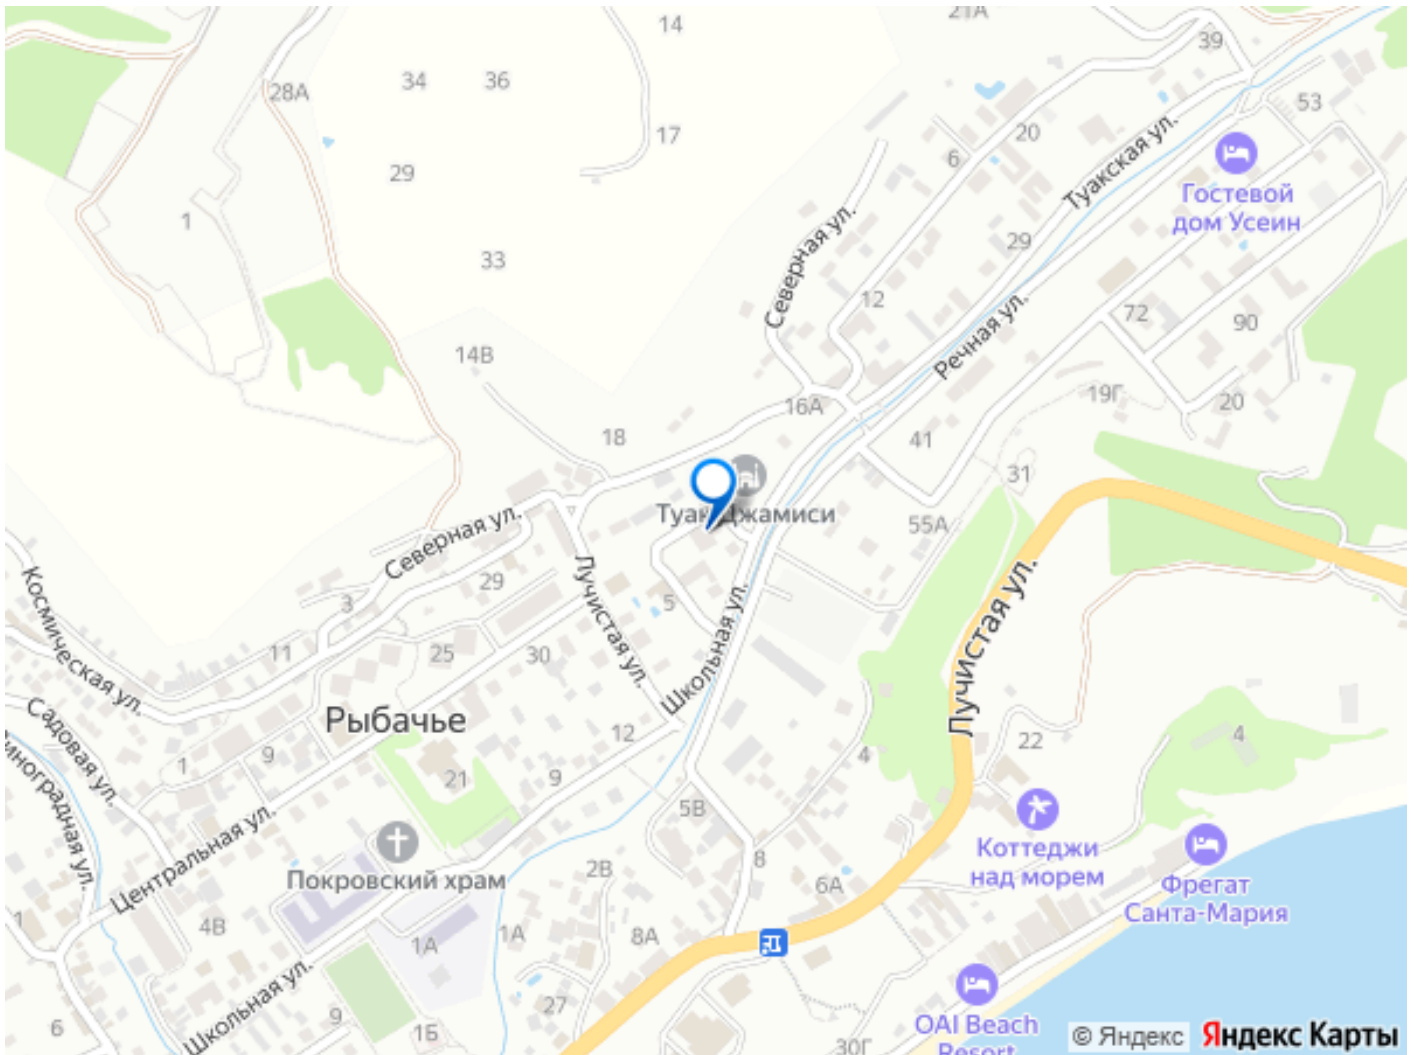 21А
14
39
34
36
28А
53
17
20
6
Туакская ул.
29
Гостевой
дом Усеин
1
Северная ул.
29
33
12
72
90
Речная ул.
14В
19Г
16А
20
18
41
31
Туак Джамиси
55А
Северная ул.
Космическая ул.
29
3
Лучистая ул.
5
Лучистая ул.
Школьная ул.
11
25
30
Рыбачье
Садовая ул.
12
22
4
1
9
4
21
9
5В
Коттеджи
над морем
Центральная ул.
8
Покровский храм
2В
6А
Фрегат
Санта-Мария
1
4В
1А
1А
8А
Школьная ул.
27
6
9
1Б
30Г
OAI Beach
Resort
© Яндекс Яндекс Карты